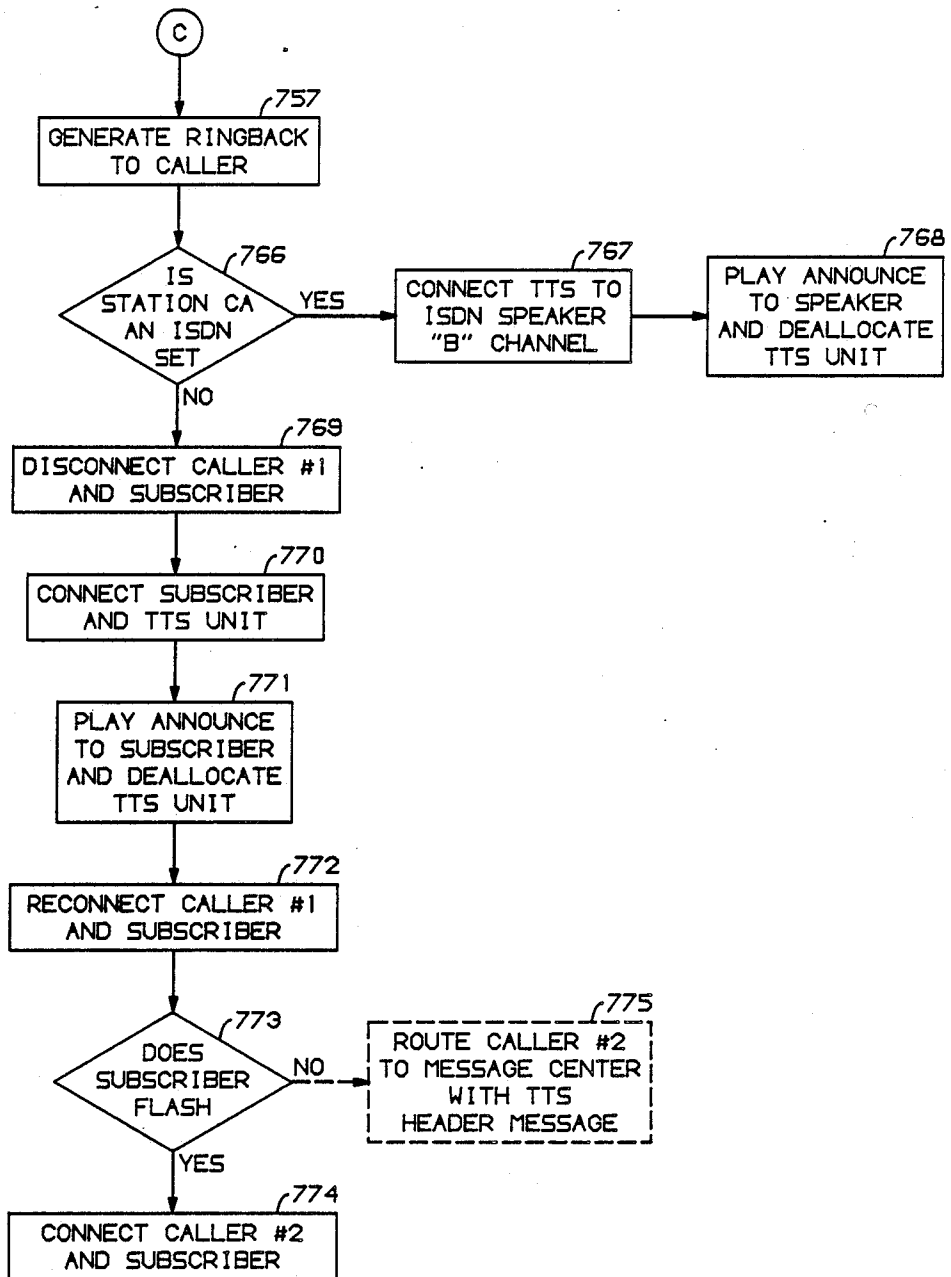 C
757
GENERATE RINGBACK
TO CALLER
766
IS
STATION CA
AN ISDN
SET
YES
NO
767
CONNECT TTS TO
ISDN SPEAKER
"B" CHANNEL
768
PLAY ANNOUNCE
TO SPEAKER
AND DEALLOCATE
TTS UNIT
769
DISCONNECT CALLER #1
AND SUBSCRIBER
770
CONNECT SUBSCRIBER
AND TTS UNIT
771
PLAY ANNOUNCE
TO SUBSCRIBER
AND DEALLOCATE
TTS UNIT
772
RECONNECT CALLER #1
AND SUBSCRIBER
773
DOES
SUBSCRIBER
FLASH
NO
YES
775
ROUTE CALLER #2
TO MESSAGE CENTER
WITH TTS
HEADER MESSAGE
774
CONNECT CALLER #2
AND SUBSCRIBER